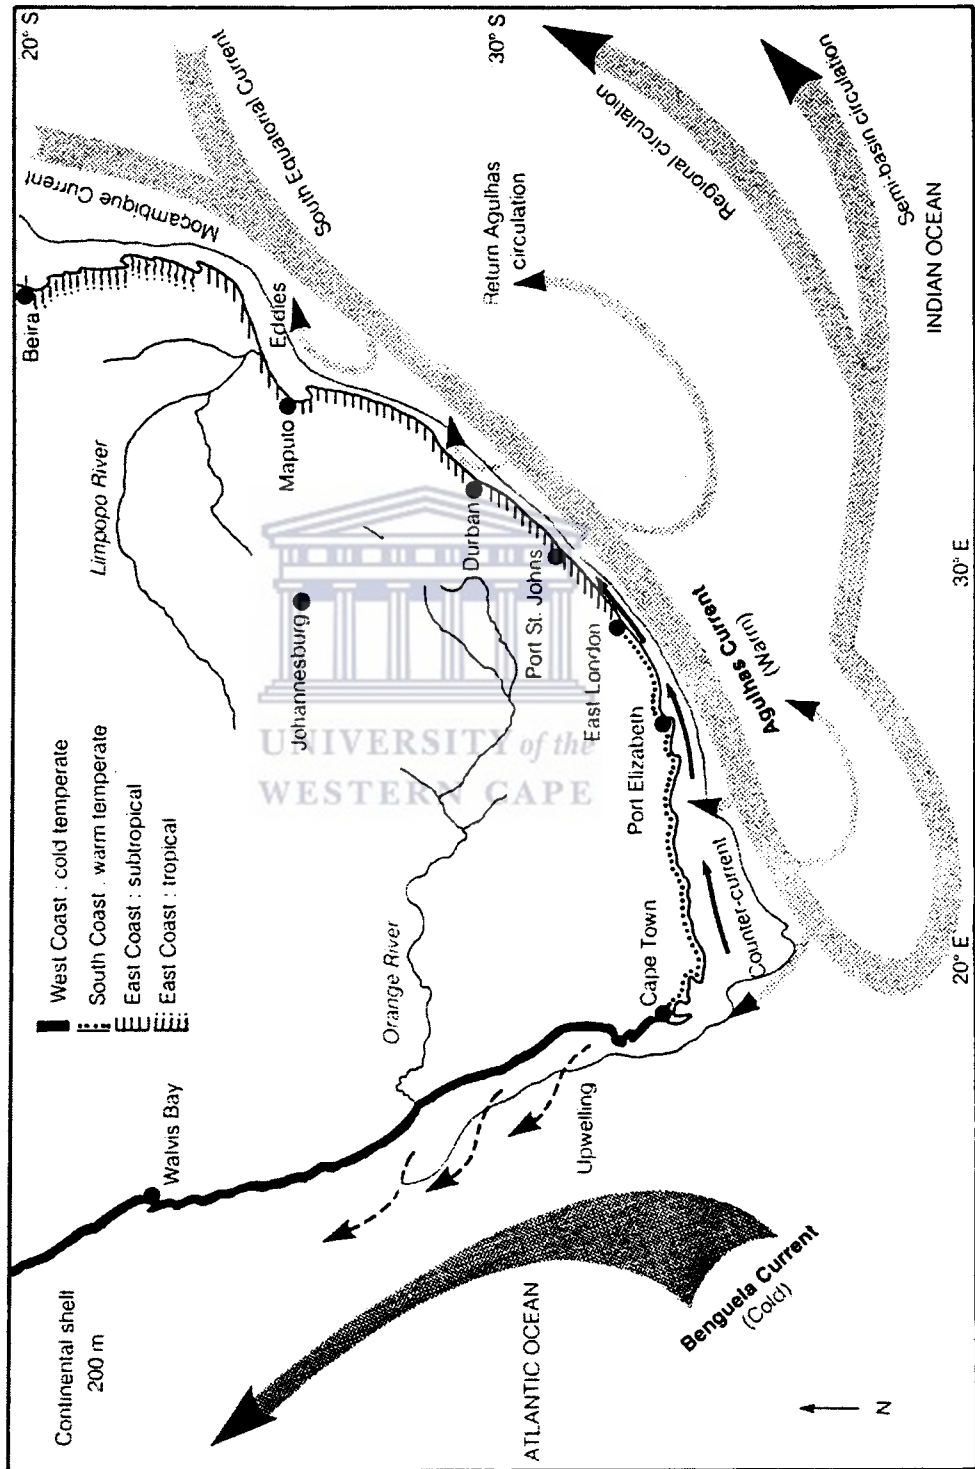 Continental shelf
200 m
Walvis Bay
West Coast : cold temperate
South Coast . warm temperate
East Coast : subtropical
East Coast : tropical
Limpopo River
Beira
Moçambique Current
20° S
South Equatorial Current
Eddies
Maputo
Johannesburg
Orange River
Durban
Port St. Johns
East London
Port Elizabeth
Cape Town
Counter-current
Upwelling
UNIVERSITY of the
WESTERN CAPE
Return Agulhas
circulation
30° S
Regional circulation
Semi-basin circulation
Agulhas Current
(Warm)
ATLANTIC OCEAN
Benguela Current
(Cold)
INDIAN OCEAN
N
20° E
30° E